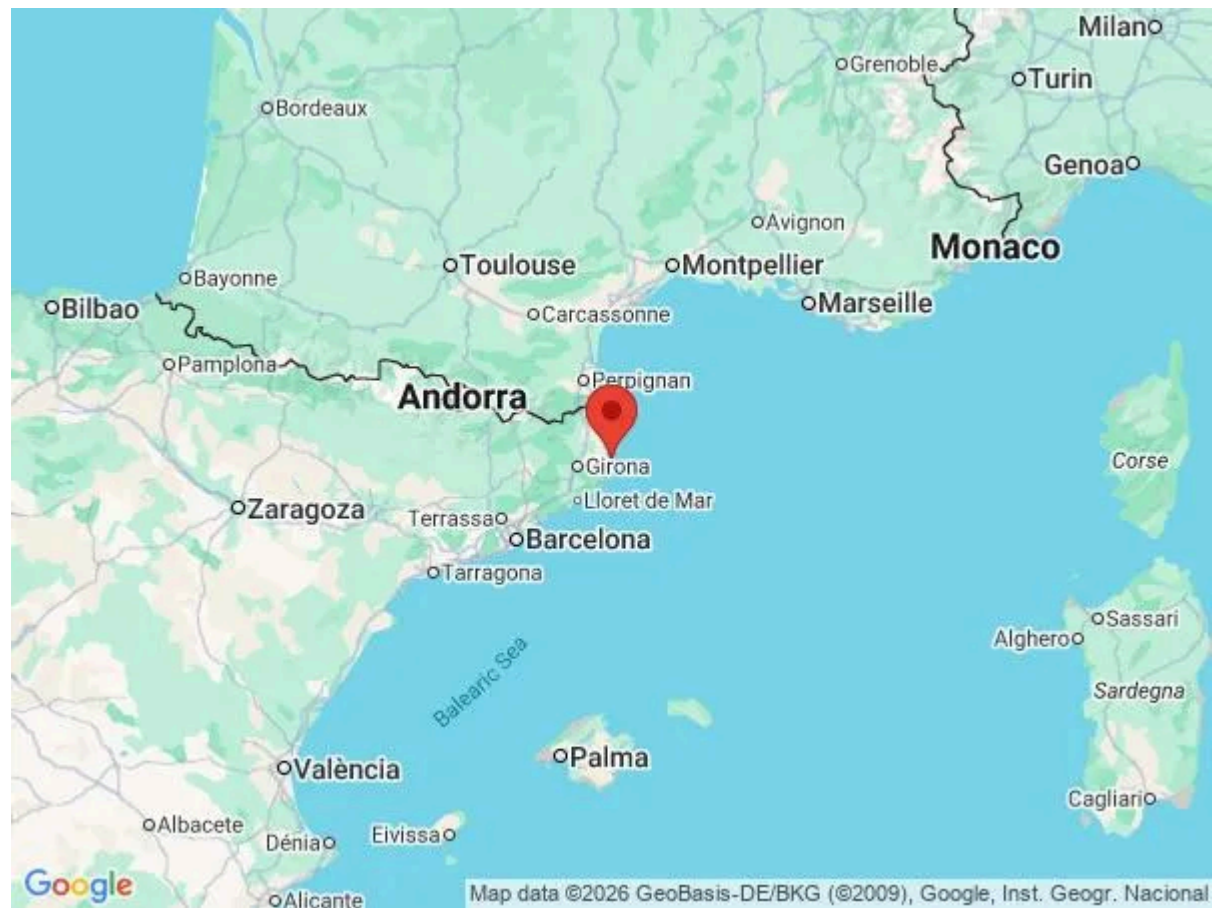 Milan
Grenoble
Turin
Bordeaux
Genoa
Avignon
Monaco
Toulouse
Montpellier
Bayonne
Marseille
Bilbao
Carcassonne
Pamplona
Perpignan
Andorra
Corse
Girona
Lloret de Mar
Zaragoza
Terrassa
Barcelona
Tarragona
Sassari
Alghero
Balearic Sea
Sardegna
Palma
València
Cagliari
Albacete
Eivissa
Dénia
Google
Alicante
Map data ©2026 GeoBasis-DE/BKG (©2009), Google, Inst. Geogr. Nacional